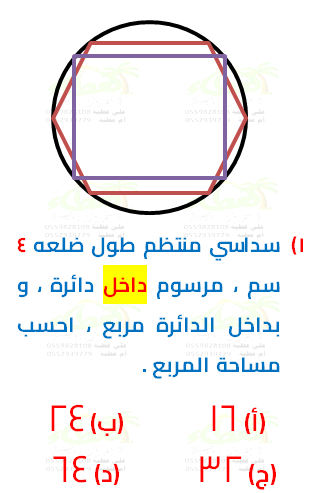 ١) سداسي منتظم طول ضلعه ٤
سم ، مرسوم داخل دائرة ، و
بداخل الدائرة مربع ، احسب
مساحة المربع .
(أ) ١٦ (ب) ٢٤
(ج) ٣٢ (د) ٦٤